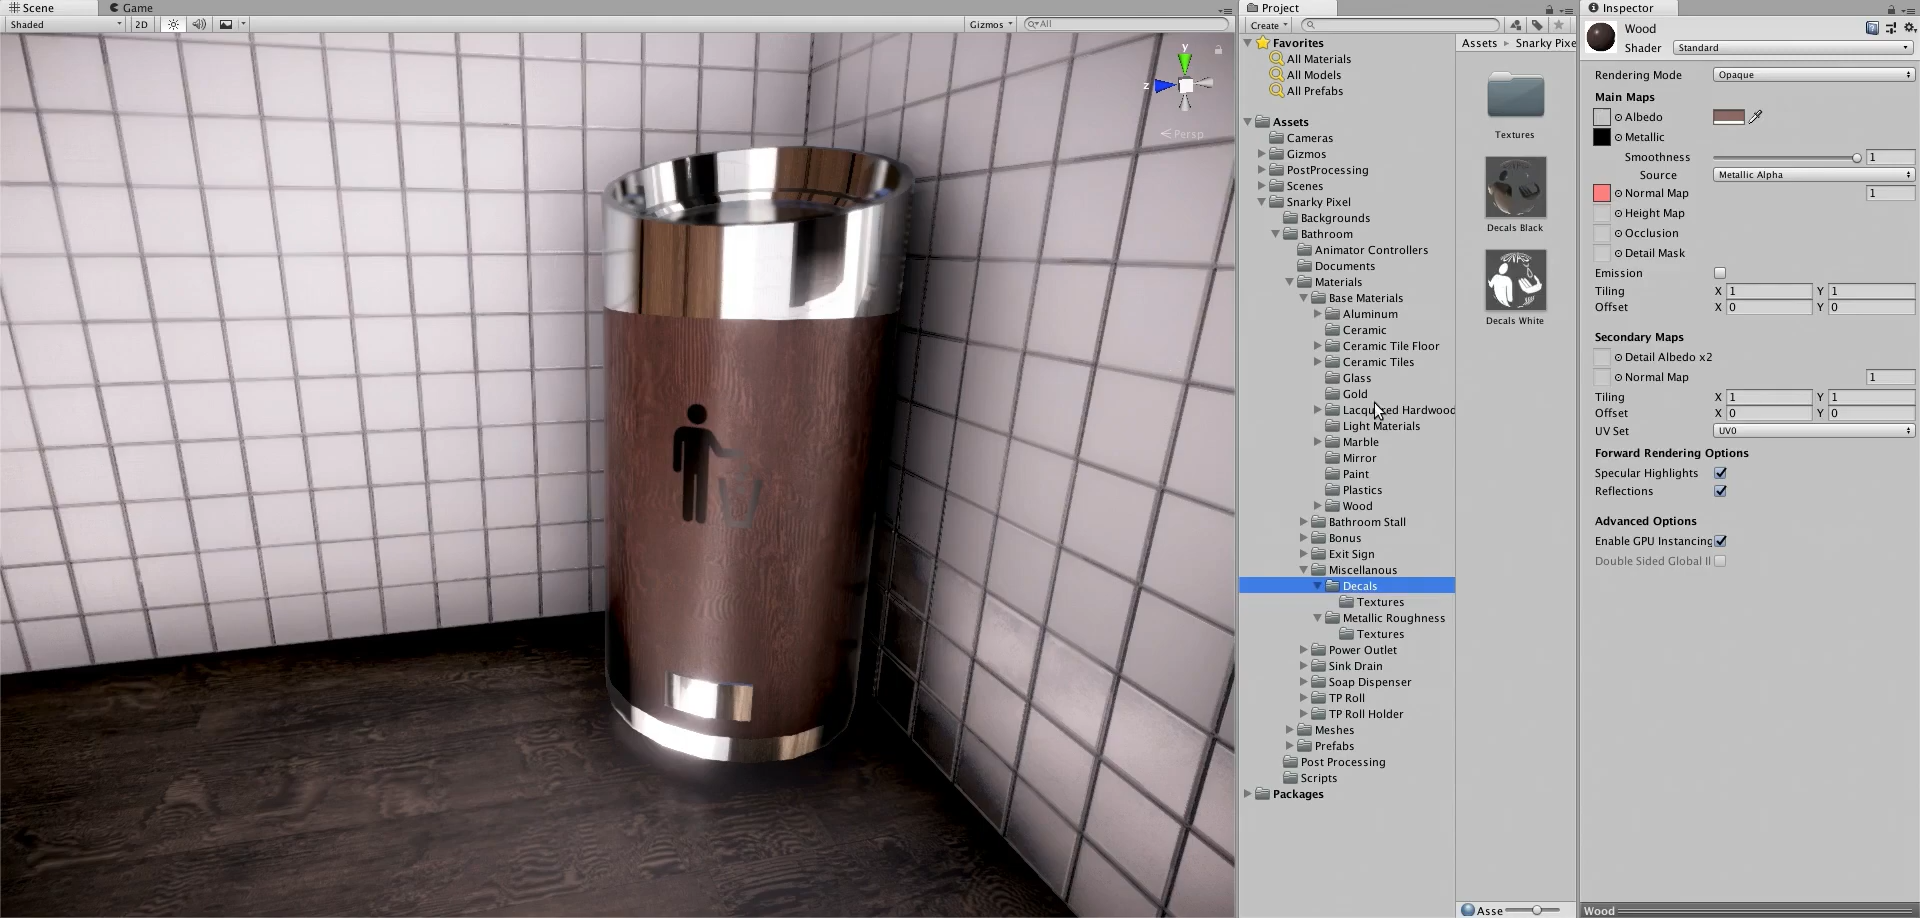 Scene Game
Shaded 2D Gizmos All
y
z
Persp
Project
Create
Favorites
All Materials
All Models
All Prefabs
Assets
Cameras
Gizmos
PostProcessing
Scenes
Snarky Pixel
Backgrounds
Bathroom
Animator Controllers
Documents
Materials
Base Materials
Aluminum
Ceramic
Ceramic Tile Floor
Ceramic Tiles
Glass
Gold
Lacquered Hardwood
Light Materials
Marble
Mirror
Paint
Plastics
Wood
Bathroom Stall
Bonus
Exit Sign
Miscellanous
Decals
Textures
Metallic Roughness
Textures
Power Outlet
Sink Drain
Soap Dispenser
TP Roll
TP Roll Holder
Meshes
Prefabs
Post Processing
Scripts
Packages
Assets Snarky Pixe
Textures
Decals Black
Decals White
Asse
Inspector
Wood
Shader Standard
Rendering Mode Opaque
Main Maps
Albedo
Metallic
Smoothness 1
Source Metallic Alpha
Normal Map 1
Height Map
Occlusion
Detail Mask
Emission
Tiling X 1 Y 1
Offset X 0 Y 0
Secondary Maps
Detail Albedo x2
Normal Map 1
Tiling X 1 Y 1
Offset X 0 Y 0
UV Set UV0
Forward Rendering Options
Specular Highlights
Reflections
Advanced Options
Enable GPU Instancing
Double Sided Global Il
Wood